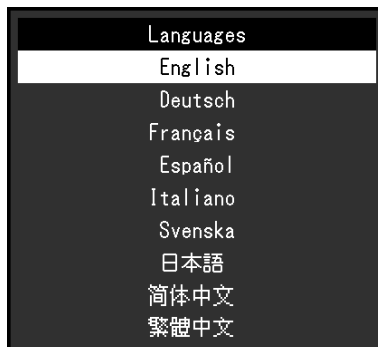 Languages
English
Deutsch
Français
Español
Italiano
Svenska
日本語
简体中文
繁體中文